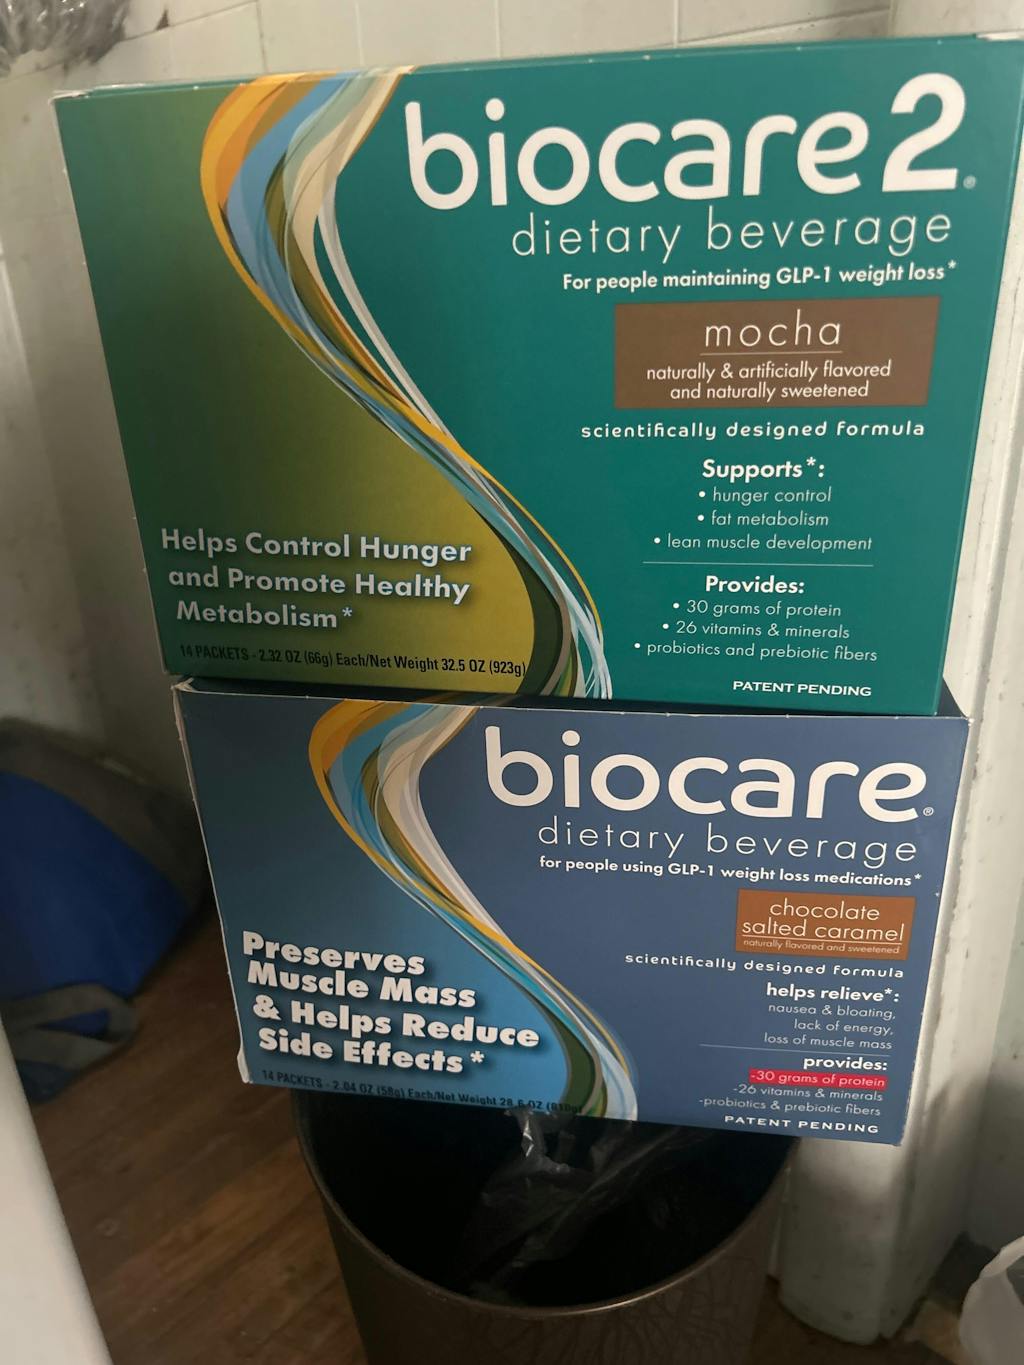 biocare2®
dietary beverage
For people maintaining GLP-1 weight loss*
mocha
naturally & artificially flavored
and naturally sweetened
scientifically designed formula
Supports*:
• hunger control
• fat metabolism
• lean muscle development
Provides:
• 30 grams of protein
• 26 vitamins & minerals
• probiotics and prebiotic fibers
PATENT PENDING
Helps Control Hunger
and Promote Healthy
Metabolism*
14 PACKETS - 2.32 OZ (66g) Each/Net Weight 32.5 OZ (923g)
biocare®
dietary beverage
for people using GLP-1 weight loss medications*
chocolate
salted caramel
naturally flavored and sweetened
scientifically designed formula
helps relieve*:
nausea & bloating,
lack of energy,
loss of muscle mass
provides:
-30 grams of protein
-26 vitamins & minerals
-probiotics & prebiotic fibers
PATENT PENDING
Preserves
Muscle Mass
& Helps Reduce
Side Effects*
14 PACKETS - 2.04 OZ (58g) Each/Net Weight 28.6 OZ